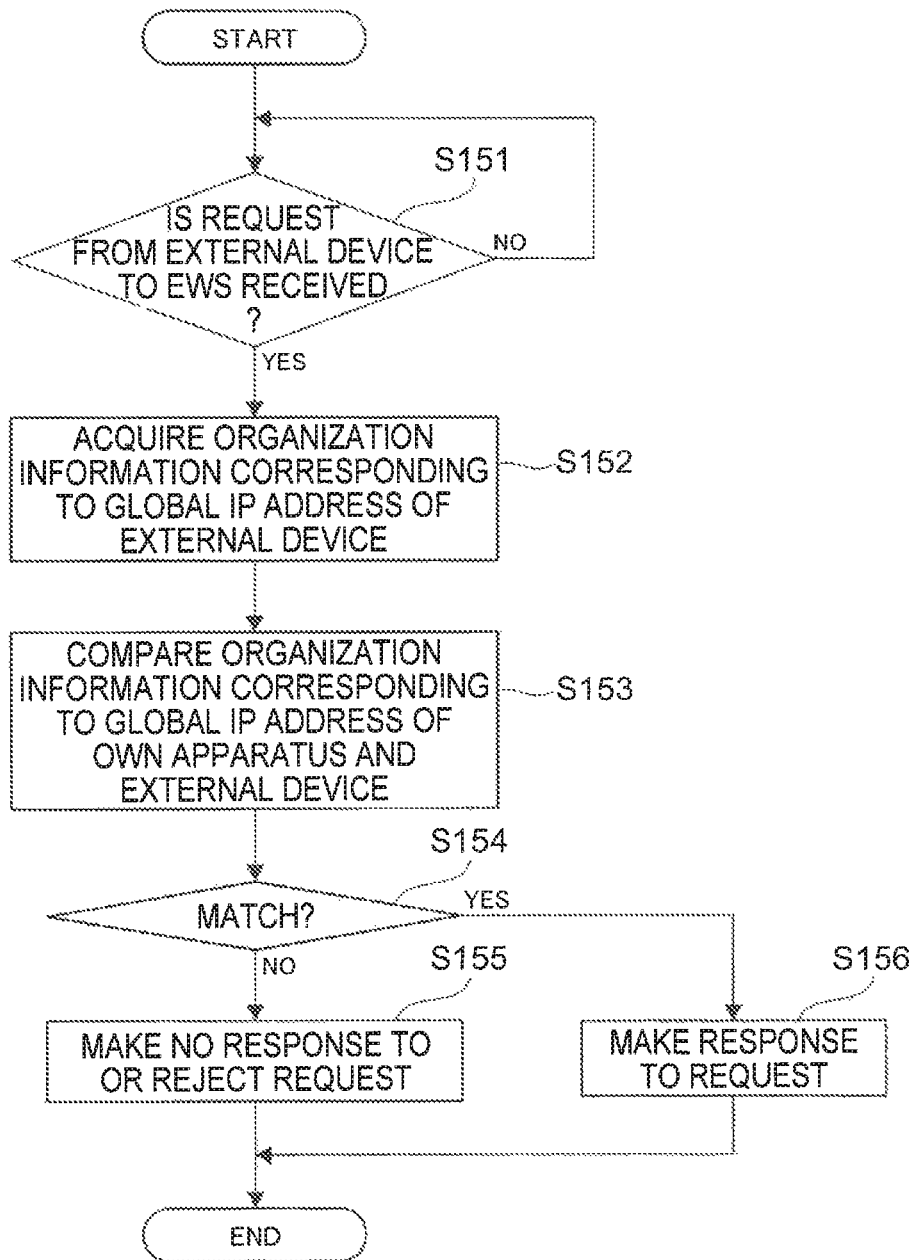 START
S151
IS REQUEST
FROM EXTERNAL DEVICE
TO EWS RECEIVED
?
NO
YES
ACQUIRE ORGANIZATION
INFORMATION CORRESPONDING
TO GLOBAL IP ADDRESS OF
EXTERNAL DEVICE
S152
COMPARE ORGANIZATION
INFORMATION CORRESPONDING
TO GLOBAL IP ADDRESS OF
OWN APPARATUS AND
EXTERNAL DEVICE
S153
S154
MATCH?
YES
NO
S155
S156
MAKE NO RESPONSE TO
OR REJECT REQUEST
MAKE RESPONSE
TO REQUEST
END